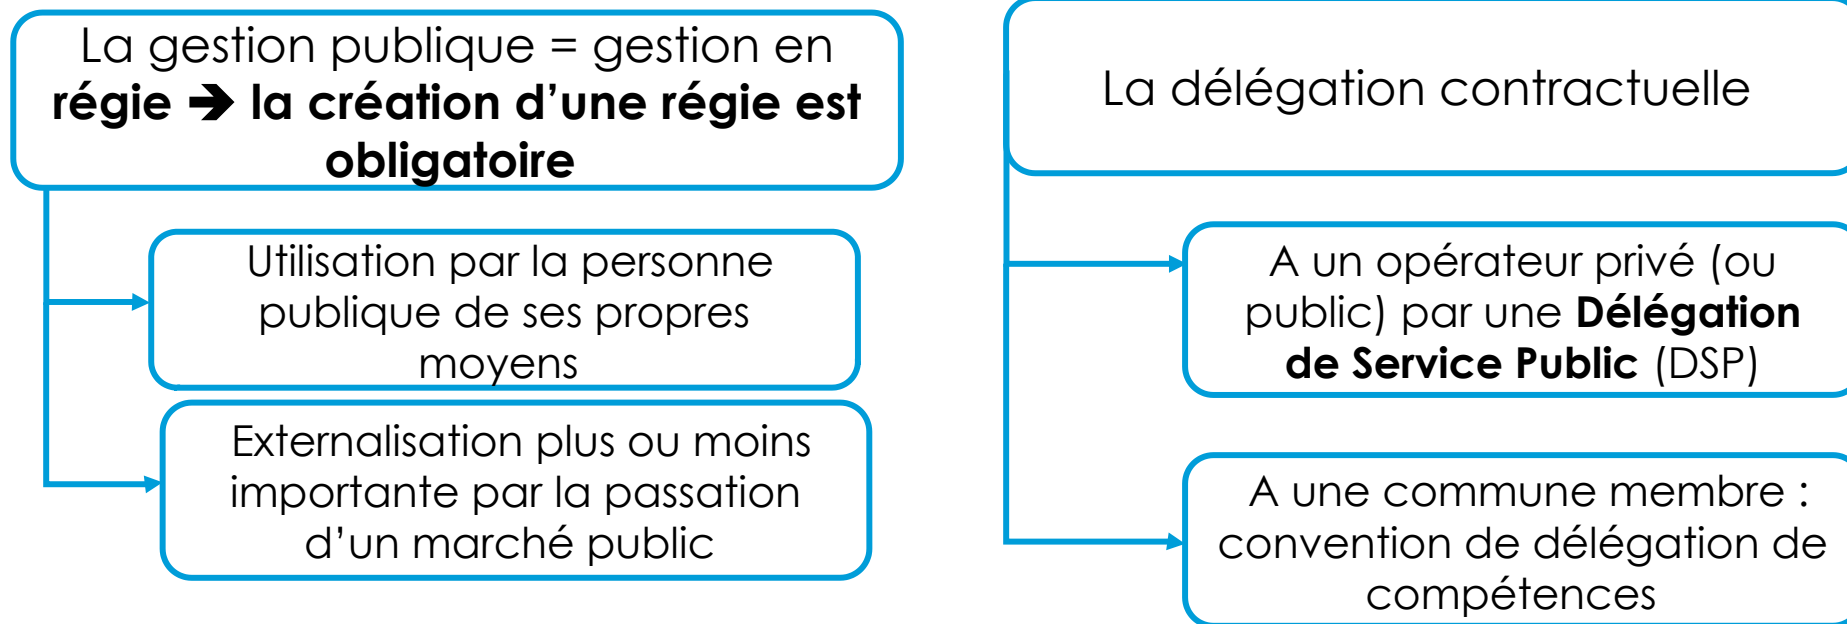 La gestion publique = gestion en
régie ➔ la création d’une régie est
obligatoire
Utilisation par la personne
publique de ses propres
moyens
Externalisation plus ou moins
importante par la passation
d’un marché public
La délégation contractuelle
A un opérateur privé (ou
public) par une Délégation
de Service Public (DSP)
A une commune membre :
convention de délégation de
compétences